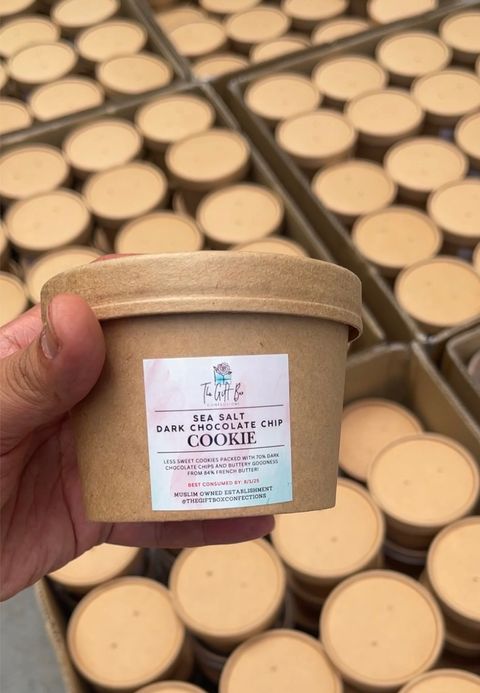 The Gift Box
CONFECTIONS
SEA SALT
DARK CHOCOLATE CHIP
COOKIE
LESS SWEET COOKIES PACKED WITH 70% DARK
CHOCOLATE CHIPS AND BUTTERY GOODNESS
FROM 84% FRENCH BUTTER!
BEST CONSUMED BY: 8/5/25
MUSLIM OWNED ESTABLISHMENT
@THEGIFTBOXCONFECTIONS